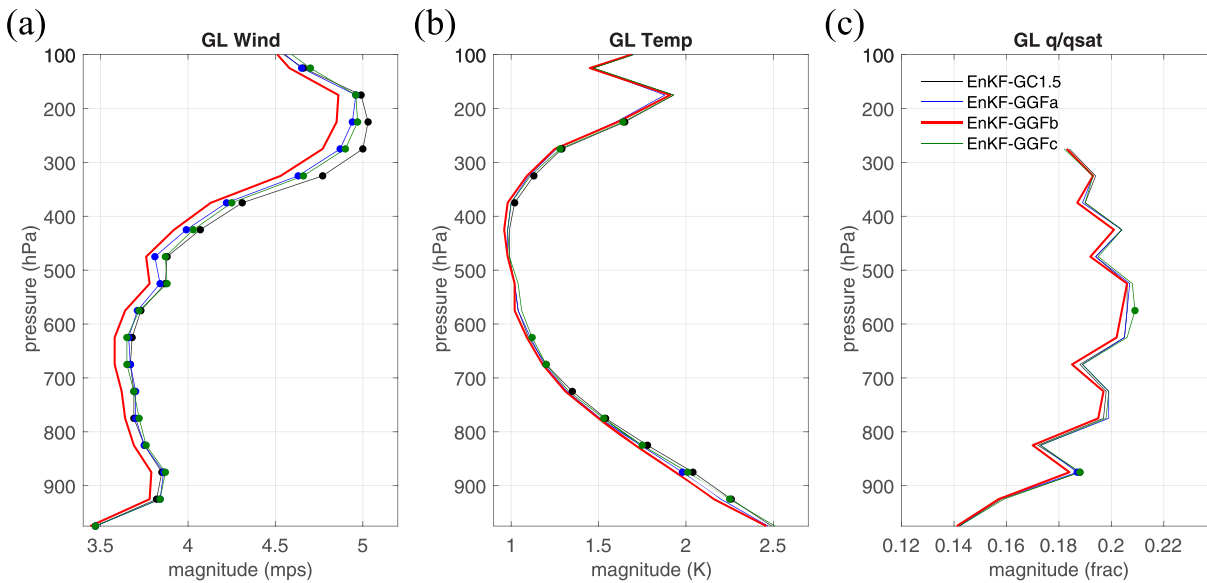 (a)
GL Wind
100
200
300
400
500
600
700
800
900
pressure (hPa)
3.5 4 4.5 5
magnitude (mps)
(b)
GL Temp
100
200
300
400
500
600
700
800
900
pressure (hPa)
1 1.5 2 2.5
magnitude (K)
(c)
GL q/qsat
EnKF-GC1.5
EnKF-GGFa
EnKF-GGFb
EnKF-GGFc
100
200
300
400
500
600
700
800
900
pressure (hPa)
0.12 0.14 0.16 0.18 0.2 0.22
magnitude (frac)